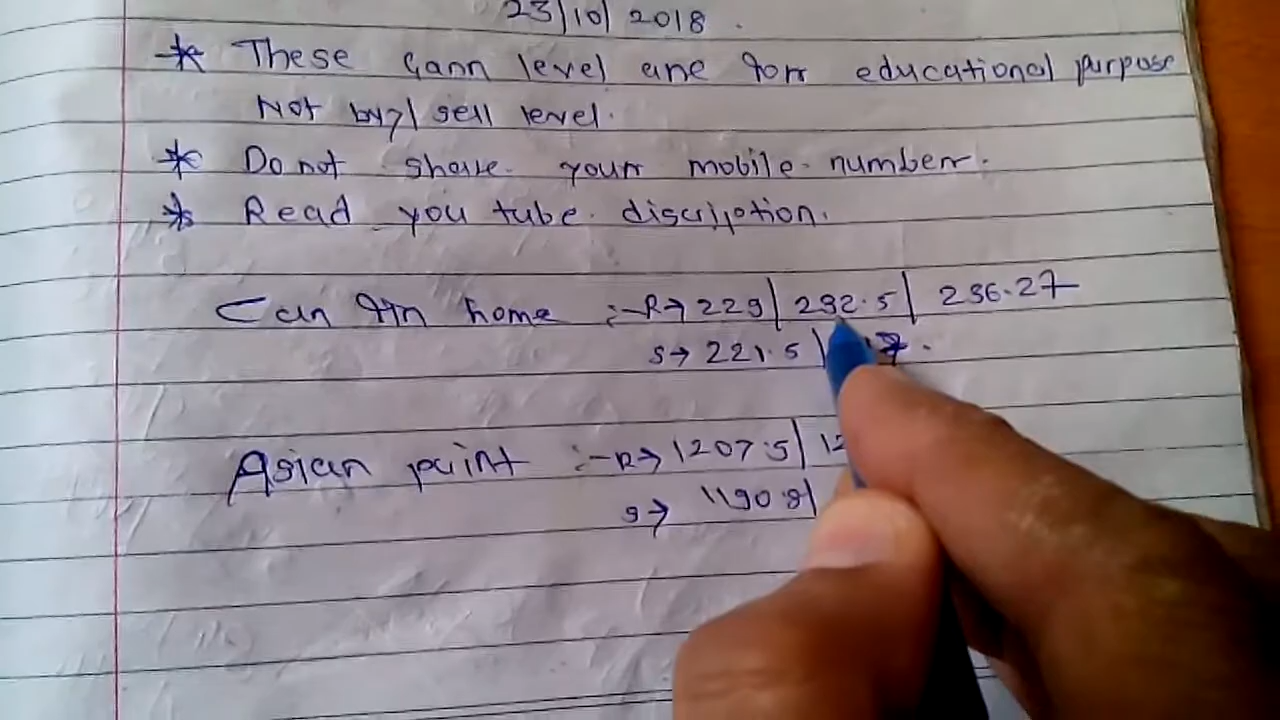 23/10/2018.
* These Gann level are for educational purpose
Not by/sell level.
* Do not share your mobile number.
* Read you tube discription.
Can fin home :- R→ 229 | 232.5 | 236.27
S→ 221.5 |
Asian paint :- R→ 1207.5 | 12
S→ 1190.8 |